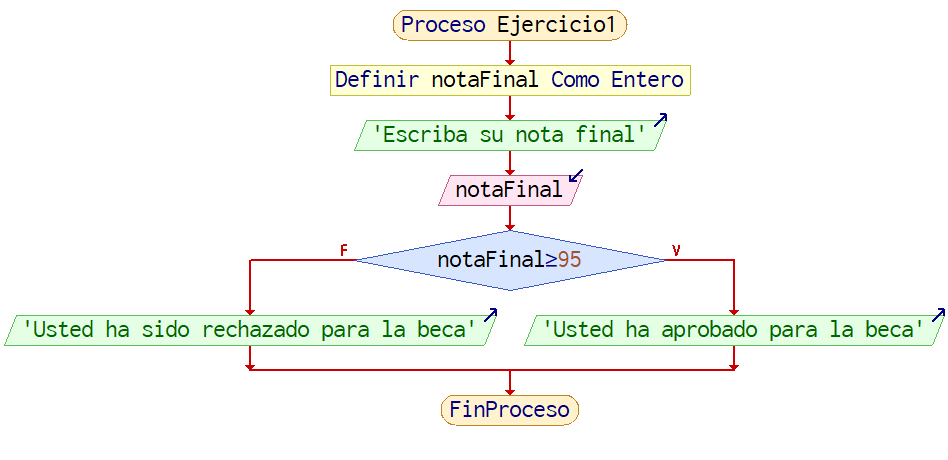 Proceso Ejercicio1
Definir notaFinal Como Entero
'Escriba su nota final'
notaFinal
F
notaFinal≥95
V
'Usted ha sido rechazado para la beca'
'Usted ha aprobado para la beca'
FinProceso